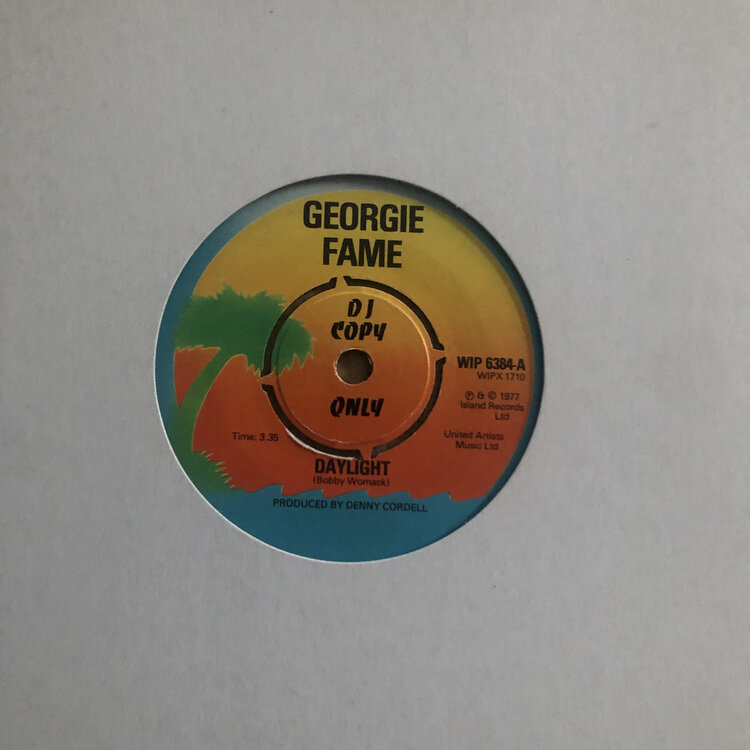 GEORGIE
FAME
DJ
COPY
ONLY
WIP 6384-A
WIPX 1710
℗ & © 1977
Island Records
Ltd
Time: 3.35
United Artists
Music Ltd
DAYLIGHT
(Bobby Womack)
PRODUCED BY DENNY CORDELL